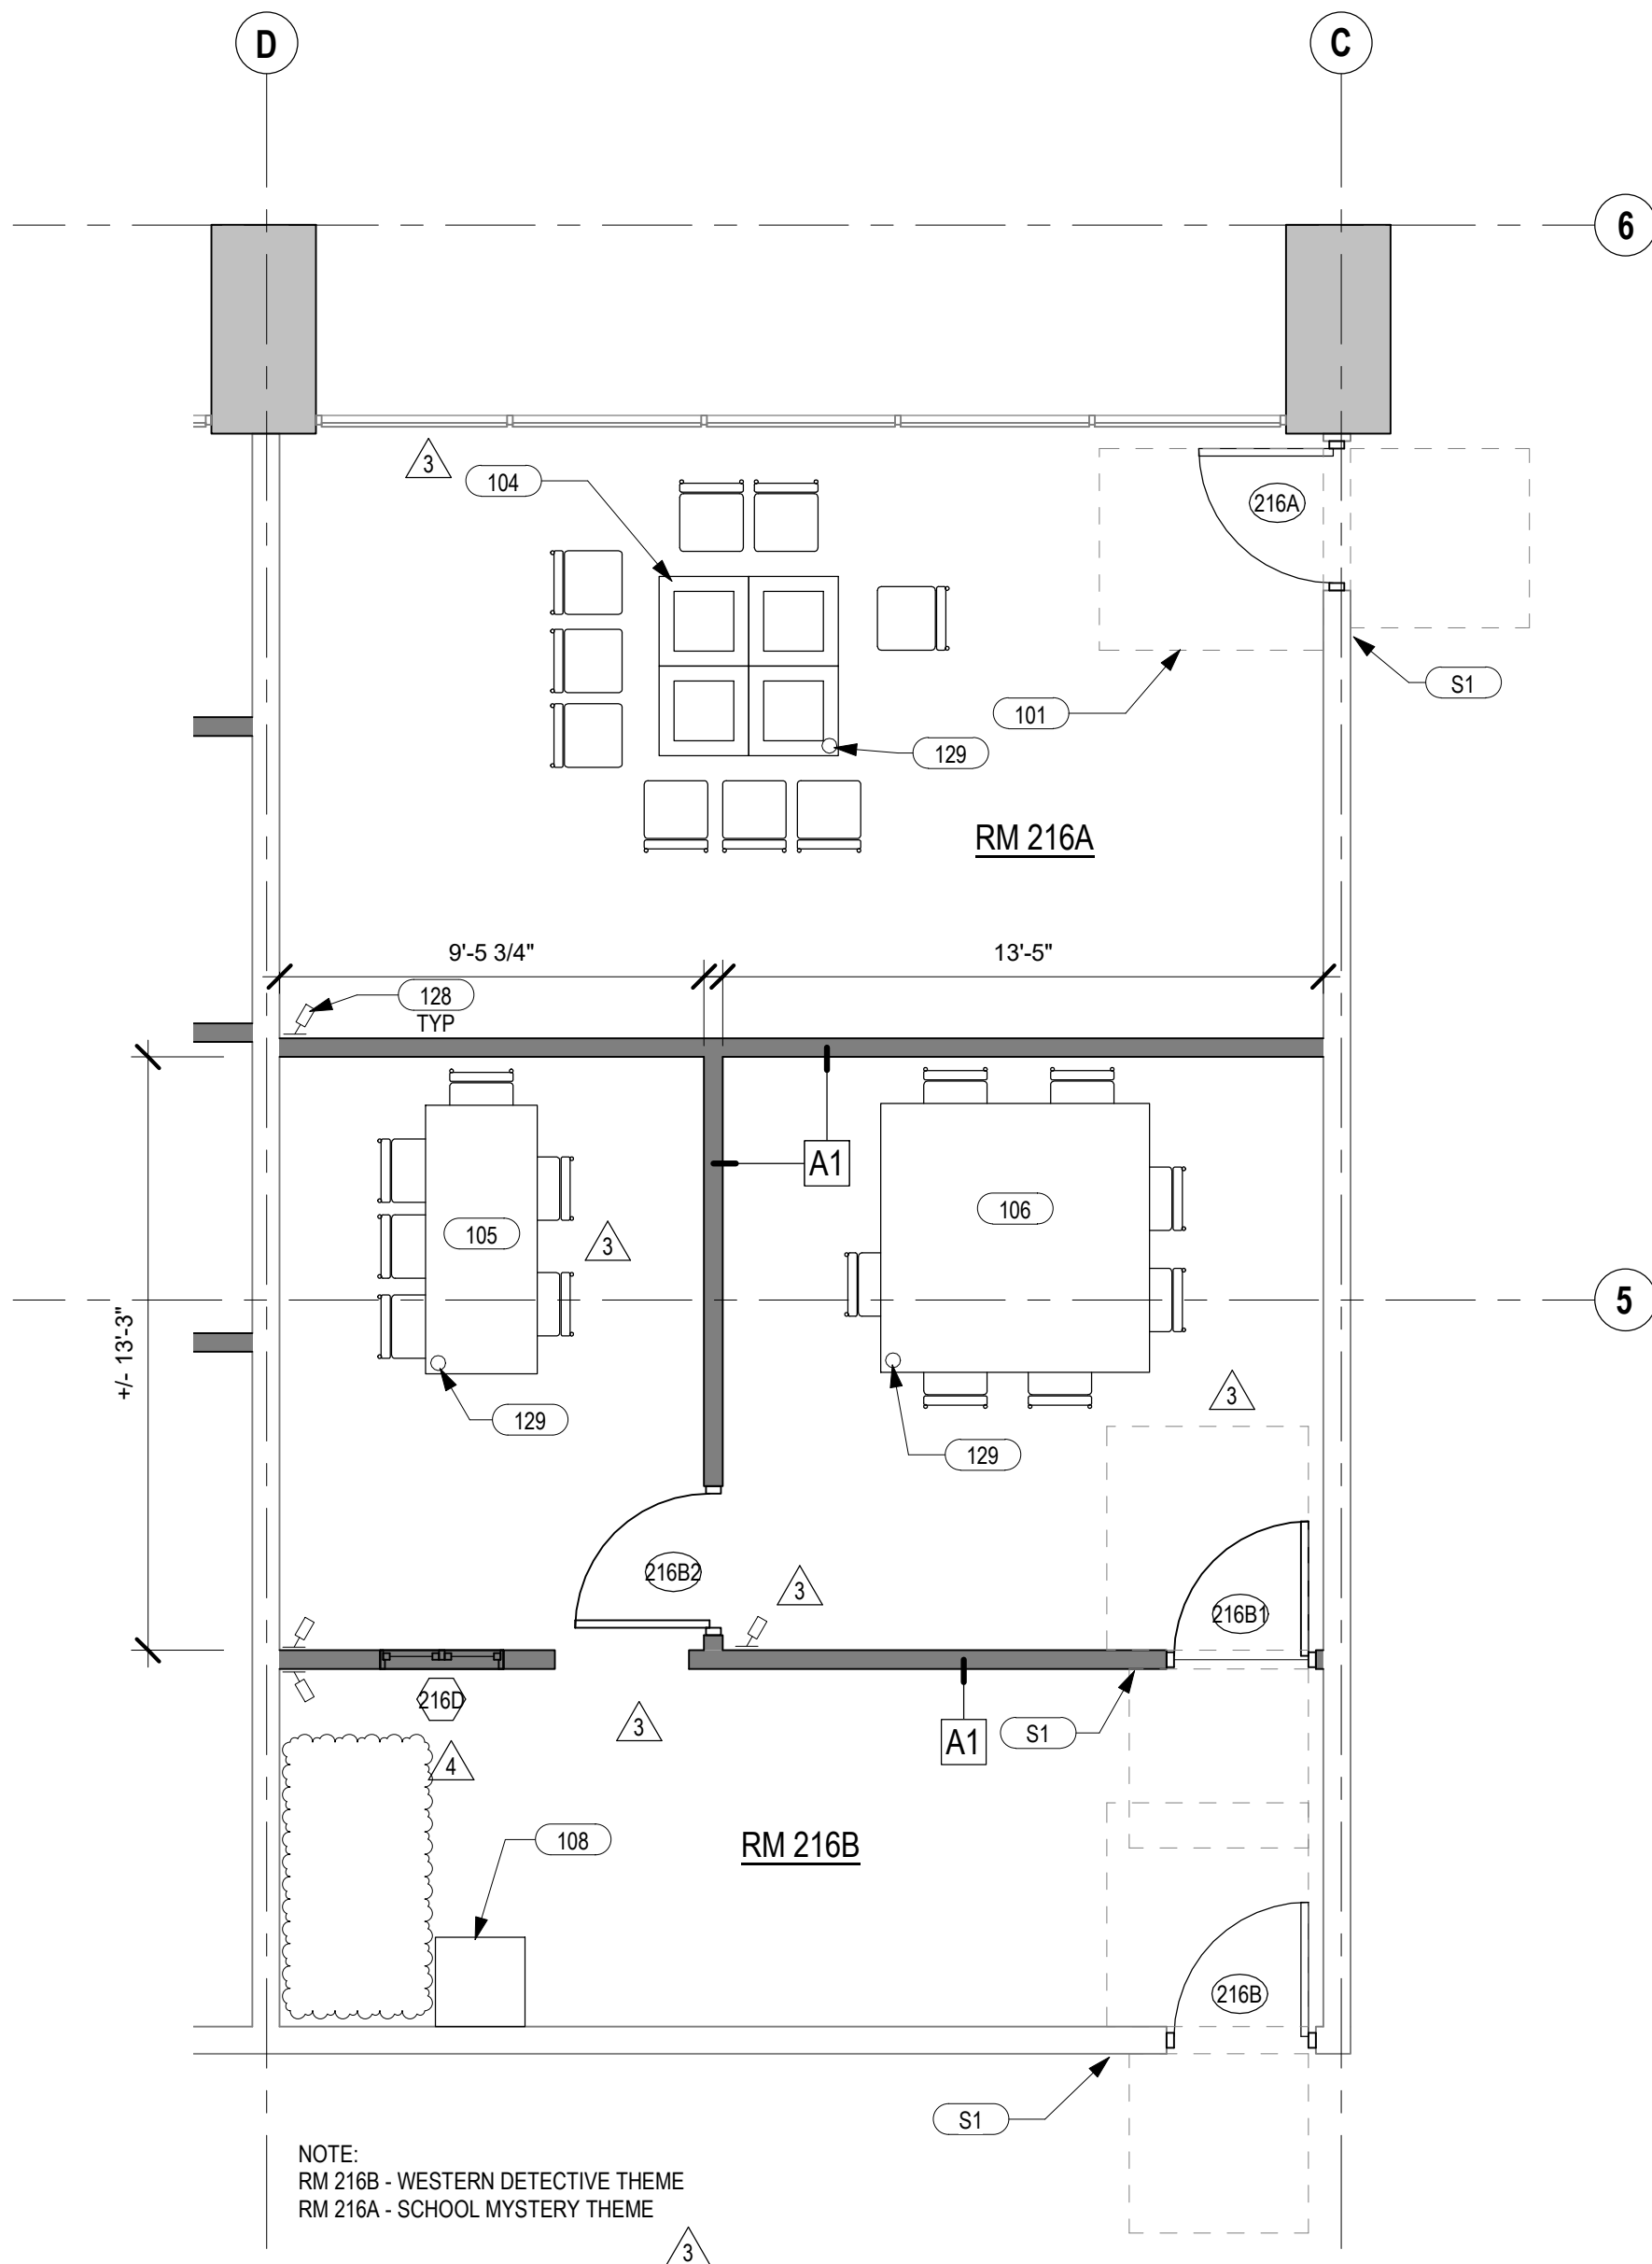 D
C
6
3
104
216A
S1
101
129
RM 216A
9'-5 3/4"
13'-5"
128
TYP
A1
106
105
3
5
+/- 13'-3"
3
129
129
216B2
3
216B1
216D
3
A1
S1
4
108
RM 216B
216B
S1
NOTE:
RM 216B - WESTERN DETECTIVE THEME
RM 216A - SCHOOL MYSTERY THEME
3